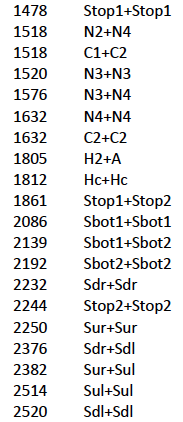 1478 Stop1+Stop1
1518 N2+N4
1518 C1+C2
1520 N3+N3
1576 N3+N4
1632 N4+N4
1632 C2+C2
1805 H2+A
1812 Hc+Hc
1861 Stop1+Stop2
2086 Sbot1+Sbot1
2139 Sbot1+Sbot2
2192 Sbot2+Sbot2
2232 Sdr+Sdr
2244 Stop2+Stop2
2250 Sur+Sur
2376 Sdr+Sdl
2382 Sur+Sul
2514 Sul+Sul
2520 Sdl+Sdl